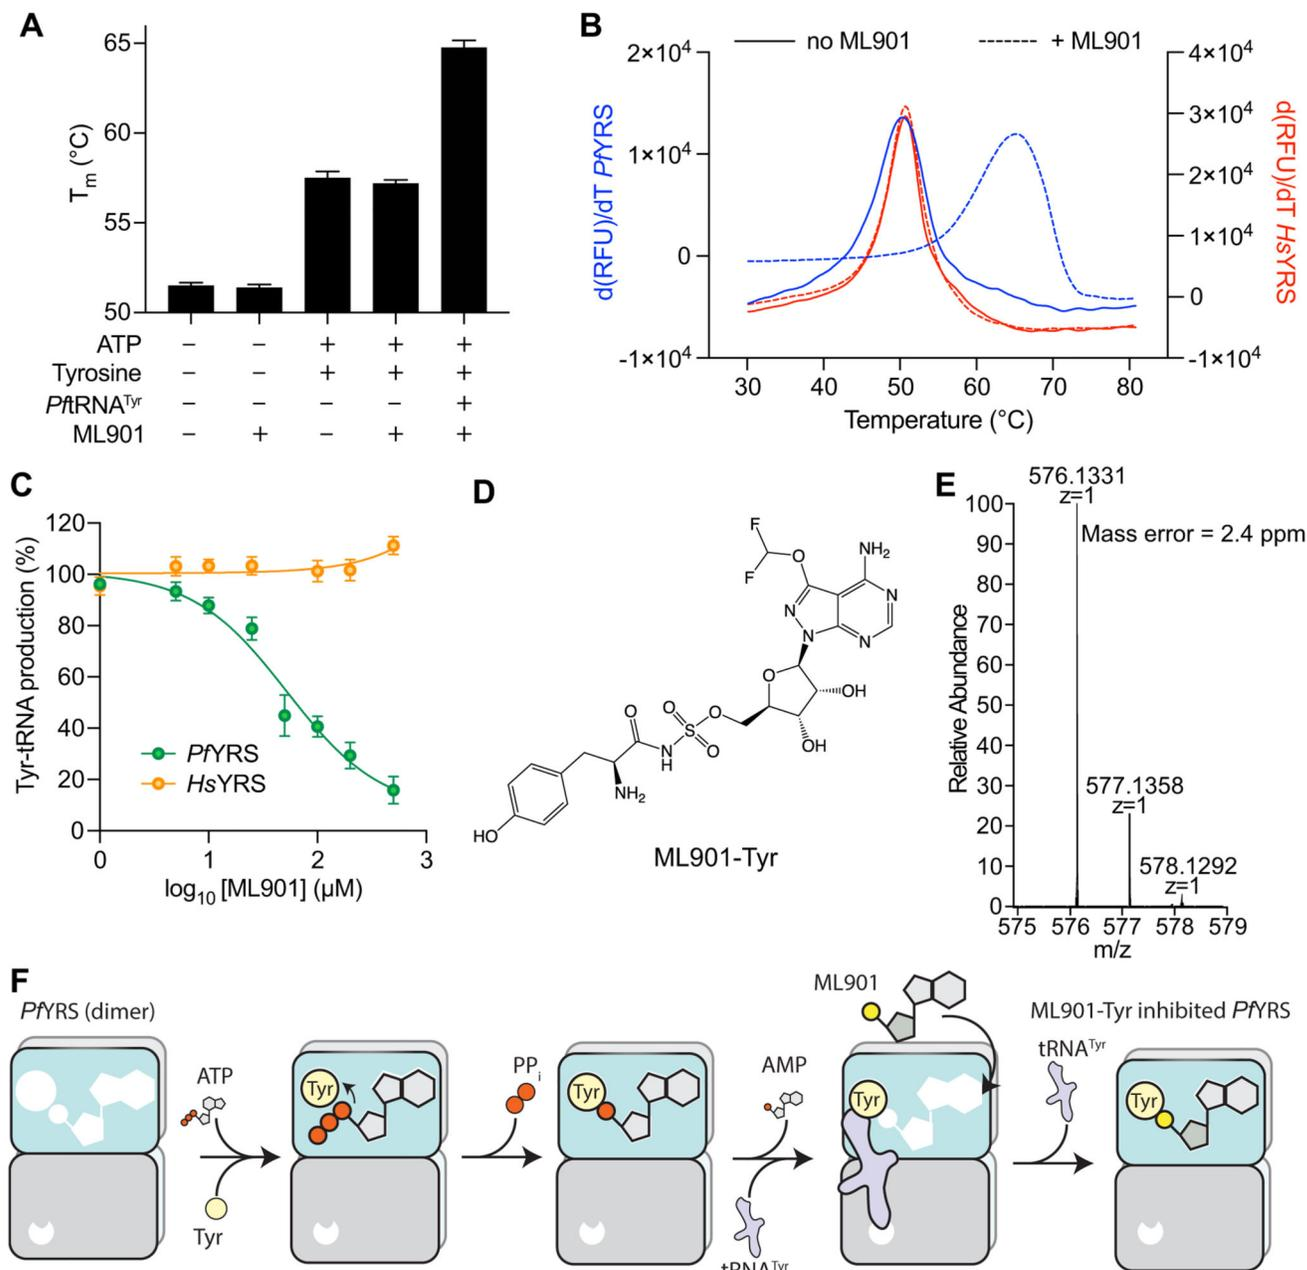 A
65
60
55
50
Tm (°C)
ATP – – + + +
Tyrosine – – + + +
PftRNATyr – – – – +
ML901 – + – + +
B
no ML901
+ ML901
2×10⁴
1×10⁴
0
-1×10⁴
d(RFU)/dT PfYRS
4×10⁴
3×10⁴
2×10⁴
1×10⁴
0
-1×10⁴
d(RFU)/dT HsYRS
30 40 50 60 70 80
Temperature (°C)
C
120
100
80
60
40
20
0
Tyr-tRNA production (%)
PfYRS
HsYRS
0 1 2 3
log10 [ML901] (µM)
D
F
F
O
NH2
N
N
N
N
O
OH
OH
O
O
S
O
O
N
H
NH2
HO
ML901-Tyr
E
576.1331
z=1
Mass error = 2.4 ppm
577.1358
z=1
578.1292
z=1
100
90
80
70
60
50
40
30
20
10
0
Relative Abundance
575 576 577 578 579
m/z
F
PfYRS (dimer)
ATP
Tyr
Tyr
PPi
Tyr
AMP
tRNATyr
ML901
Tyr
ML901-Tyr inhibited PfYRS
tRNATyr
Tyr